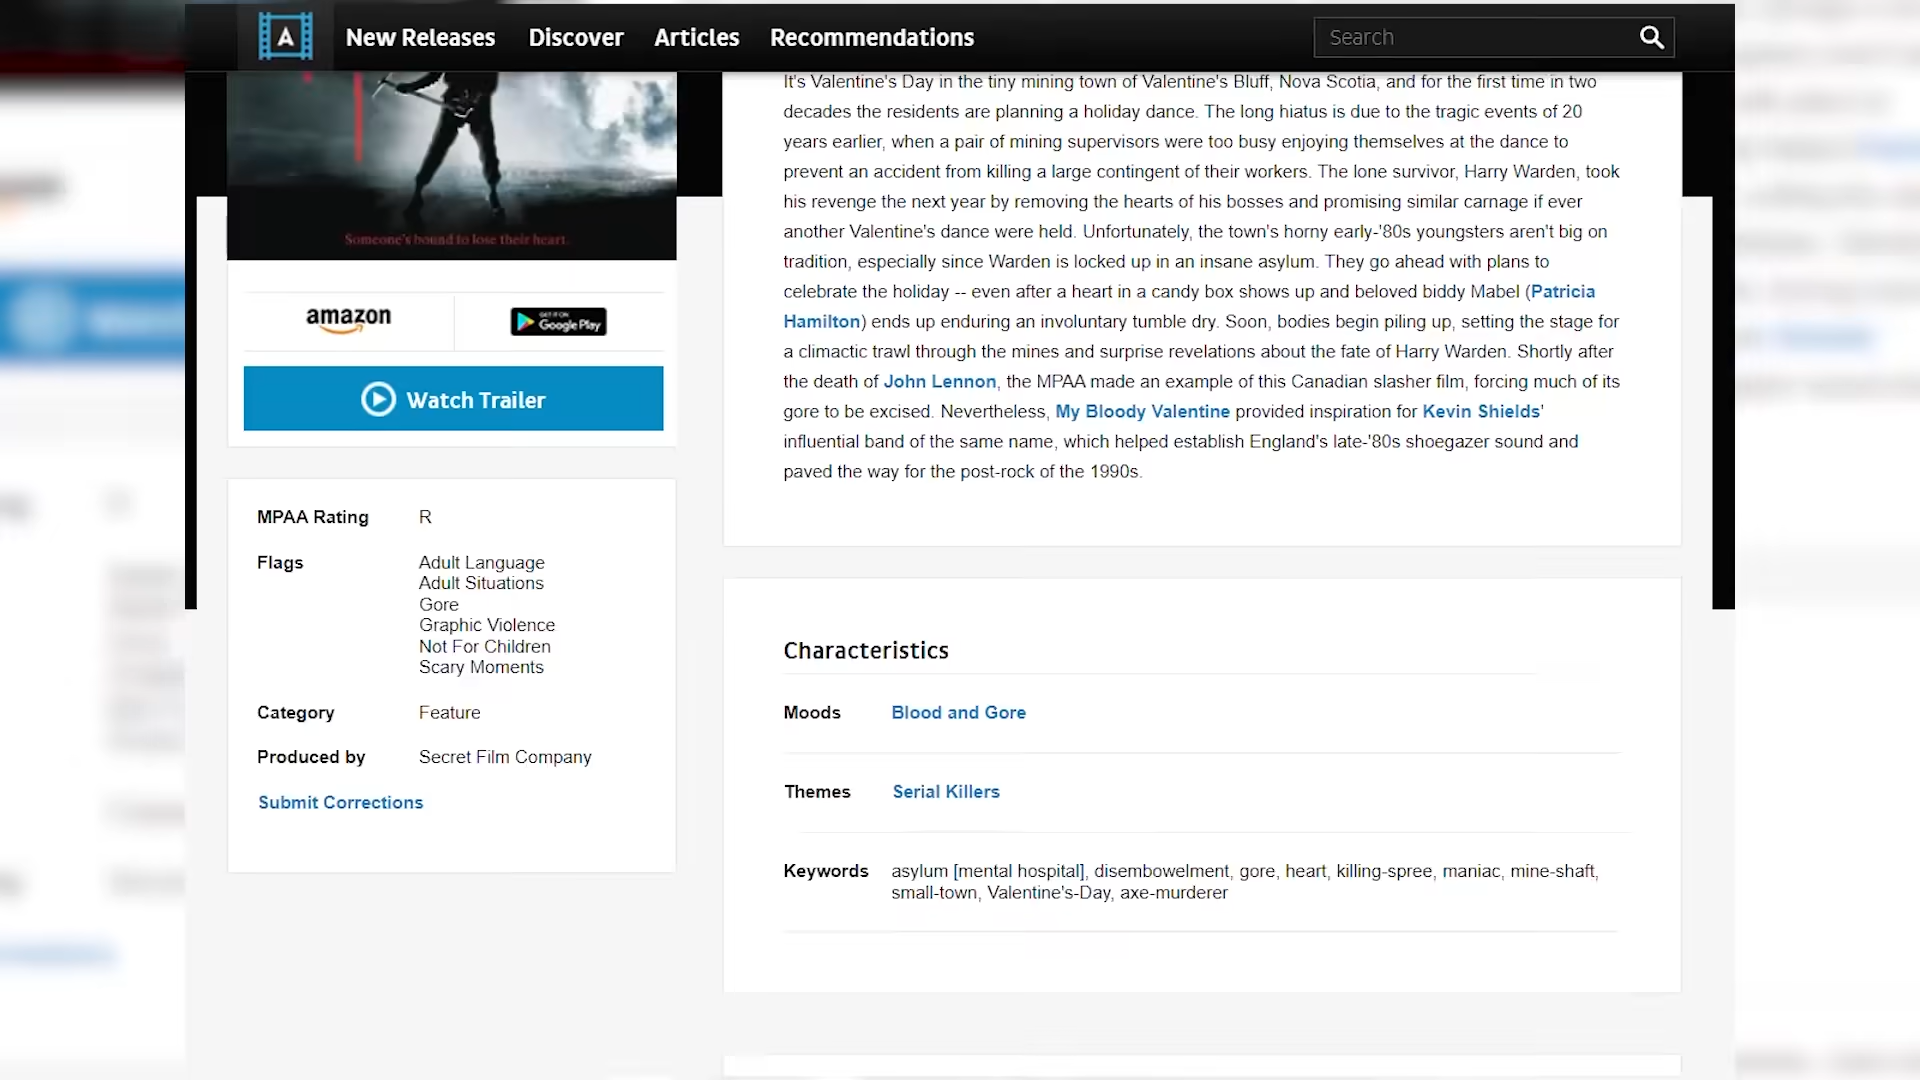 A
New Releases Discover Articles Recommendations
Search
Someone's bound to lose their heart.
amazon
GET IT ON
Google Play
Watch Trailer
MPAA Rating R
Flags Adult Language
Adult Situations
Gore
Graphic Violence
Not For Children
Scary Moments
Category Feature
Produced by Secret Film Company
Submit Corrections
It's Valentine's Day in the tiny mining town of Valentine's Bluff, Nova Scotia, and for the first time in two
decades the residents are planning a holiday dance. The long hiatus is due to the tragic events of 20
years earlier, when a pair of mining supervisors were too busy enjoying themselves at the dance to
prevent an accident from killing a large contingent of their workers. The lone survivor, Harry Warden, took
his revenge the next year by removing the hearts of his bosses and promising similar carnage if ever
another Valentine's dance were held. Unfortunately, the town's horny early-'80s youngsters aren't big on
tradition, especially since Warden is locked up in an insane asylum. They go ahead with plans to
celebrate the holiday -- even after a heart in a candy box shows up and beloved biddy Mabel (Patricia
Hamilton) ends up enduring an involuntary tumble dry. Soon, bodies begin piling up, setting the stage for
a climactic trawl through the mines and surprise revelations about the fate of Harry Warden. Shortly after
the death of John Lennon, the MPAA made an example of this Canadian slasher film, forcing much of its
gore to be excised. Nevertheless, My Bloody Valentine provided inspiration for Kevin Shields'
influential band of the same name, which helped establish England's late-'80s shoegazer sound and
paved the way for the post-rock of the 1990s.
Characteristics
Moods Blood and Gore
Themes Serial Killers
Keywords asylum [mental hospital], disembowelment, gore, heart, killing-spree, maniac, mine-shaft,
small-town, Valentine's-Day, axe-murderer